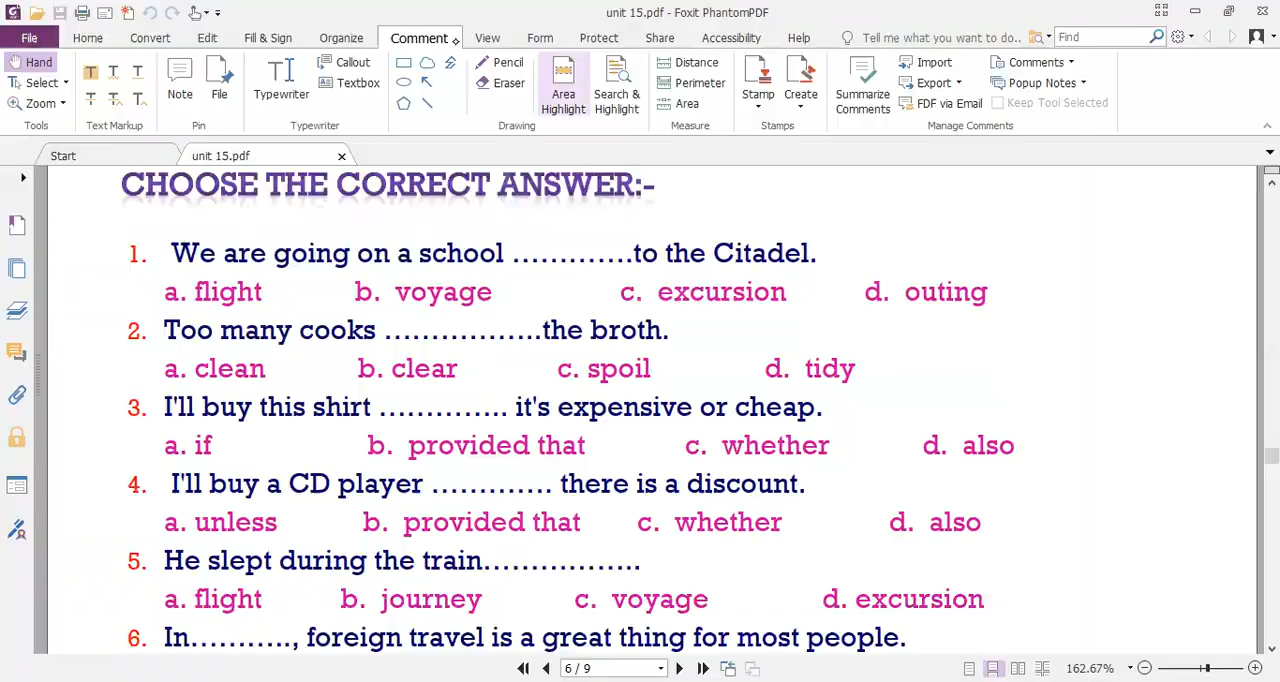 unit 15.pdf - Foxit PhantomPDF
File Home Convert Edit Fill & Sign Organize Comment View Form Protect Share Accessibility Help Tell me what you want to do.. Find
Hand
Select
Zoom
Tools
Text Markup
Note File
Pin
Typewriter
Callout
Textbox
Typewriter
Pencil
Eraser
Area Highlight
Search & Highlight
Drawing
Distance
Perimeter
Area
Measure
Stamp Create
Stamps
Summarize Comments
Import
Export
FDF via Email
Comments
Popup Notes
Keep Tool Selected
Manage Comments
Start unit 15.pdf
CHOOSE THE CORRECT ANSWER:-
1. We are going on a school .............to the Citadel.
a. flight b. voyage c. excursion d. outing
2. Too many cooks .................the broth.
a. clean b. clear c. spoil d. tidy
3. I'll buy this shirt .............. it's expensive or cheap.
a. if b. provided that c. whether d. also
4. I'll buy a CD player ............. there is a discount.
a. unless b. provided that c. whether d. also
5. He slept during the train.................
a. flight b. journey c. voyage d. excursion
6. In..........., foreign travel is a great thing for most people.
6 / 9 162.67%